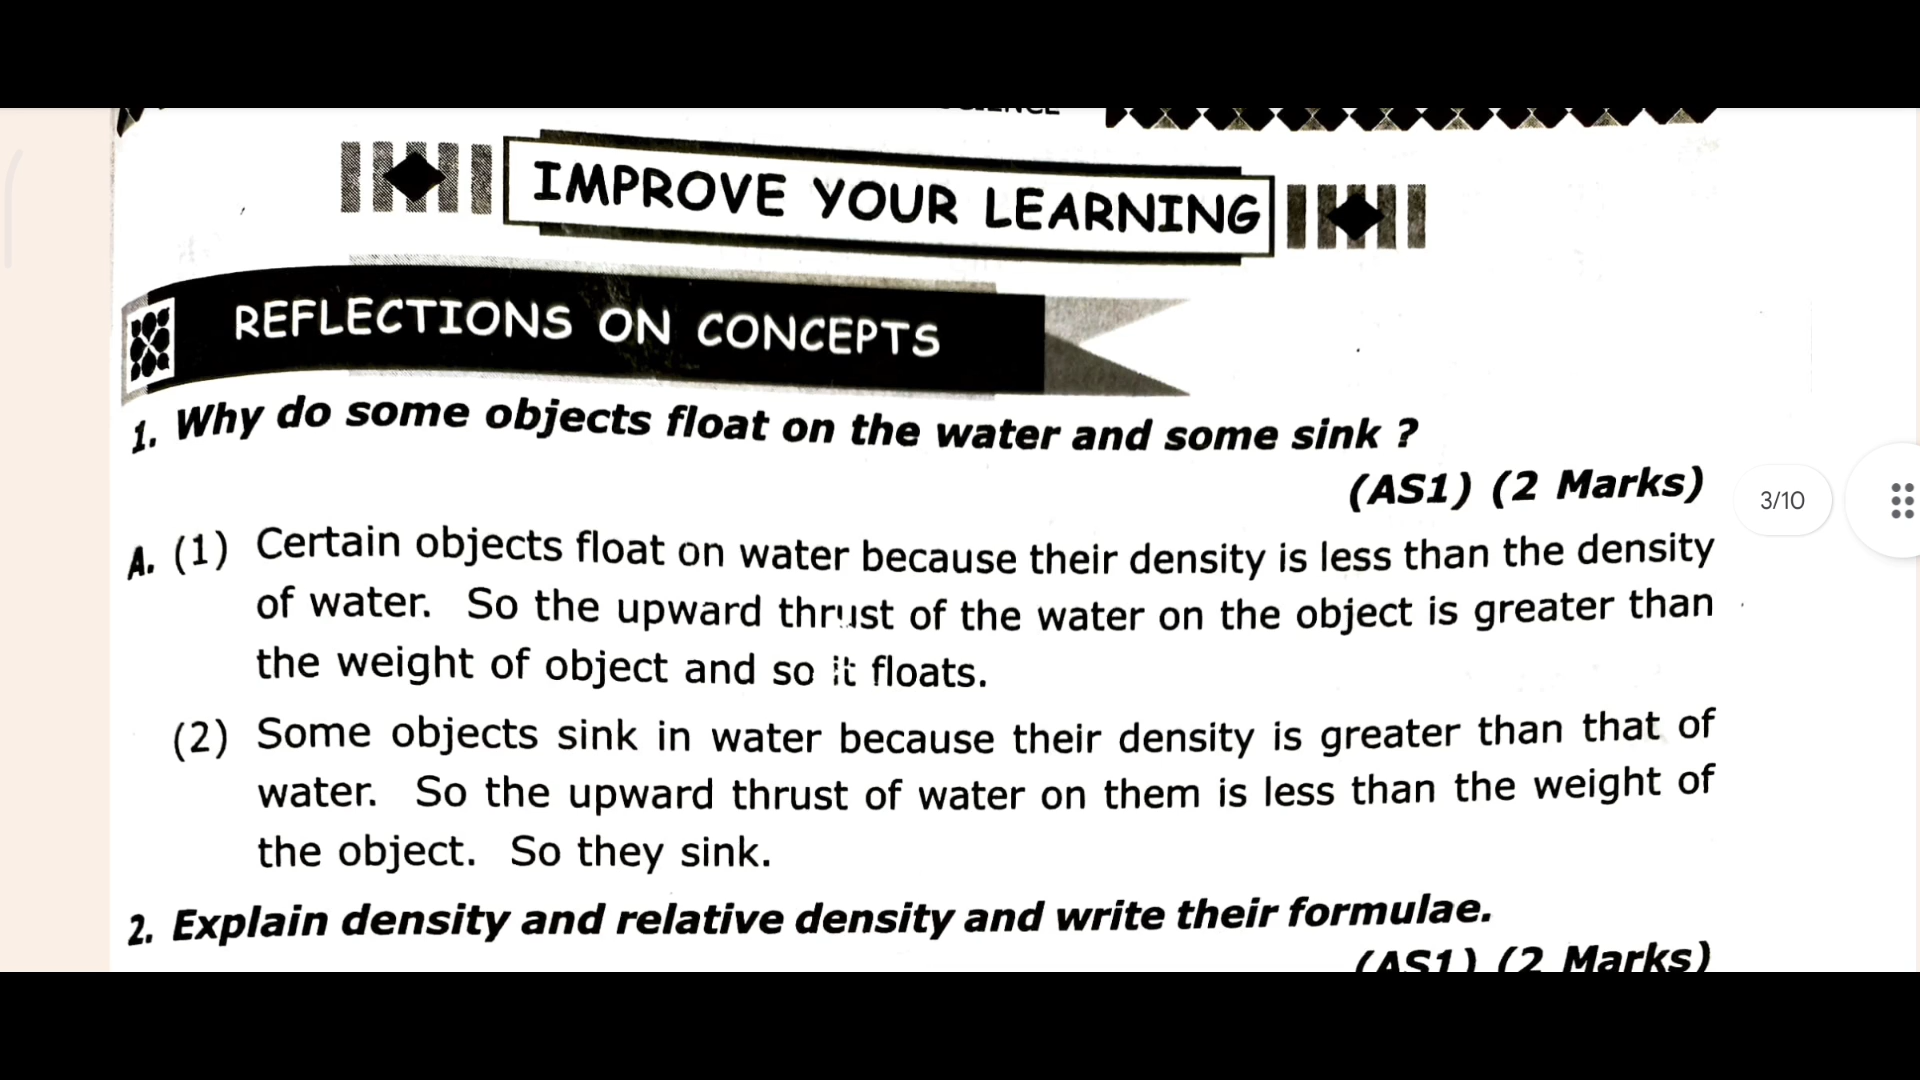 IMPROVE YOUR LEARNING
REFLECTIONS ON CONCEPTS
1. Why do some objects float on the water and some sink ?
(AS1) (2 Marks)
3/10
A. (1) Certain objects float on water because their density is less than the density
of water. So the upward thrust of the water on the object is greater than
the weight of object and so it floats.
(2) Some objects sink in water because their density is greater than that of
water. So the upward thrust of water on them is less than the weight of
the object. So they sink.
2. Explain density and relative density and write their formulae.
(AS1) (2 Marks)